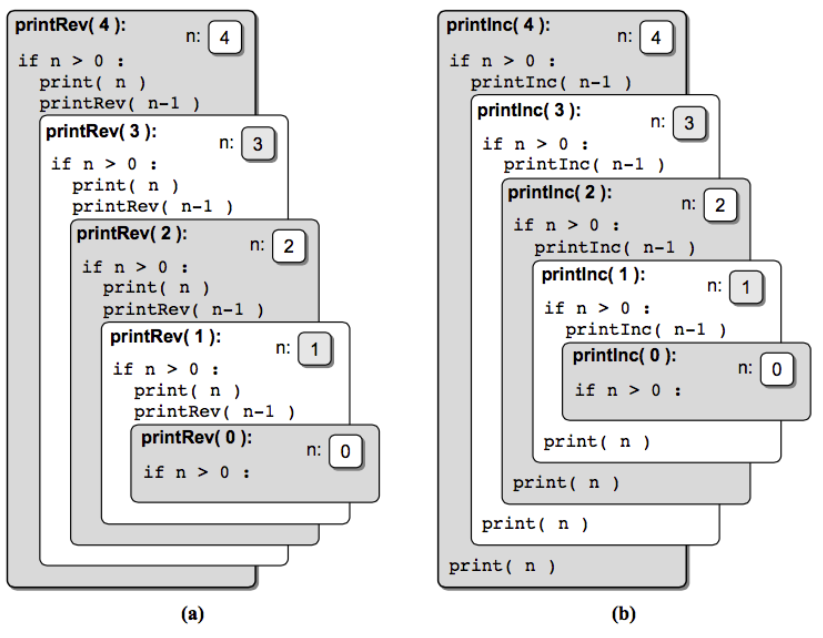 printRev( 4 ):
n: 4
if n > 0 :
print( n )
printRev( n-1 )
printRev( 3 ):
n: 3
if n > 0 :
print( n )
printRev( n-1 )
printRev( 2 ):
n: 2
if n > 0 :
print( n )
printRev( n-1 )
printRev( 1 ):
n: 1
if n > 0 :
print( n )
printRev( n-1 )
printRev( 0 ):
n: 0
if n > 0 :
(a)
printInc( 4 ):
n: 4
if n > 0 :
printInc( n-1 )
printInc( 3 ):
n: 3
if n > 0 :
printInc( n-1 )
printInc( 2 ):
n: 2
if n > 0 :
printInc( n-1 )
printInc( 1 ):
n: 1
if n > 0 :
printInc( n-1 )
printInc( 0 ):
n: 0
if n > 0 :
print( n )
print( n )
print( n )
print( n )
(b)